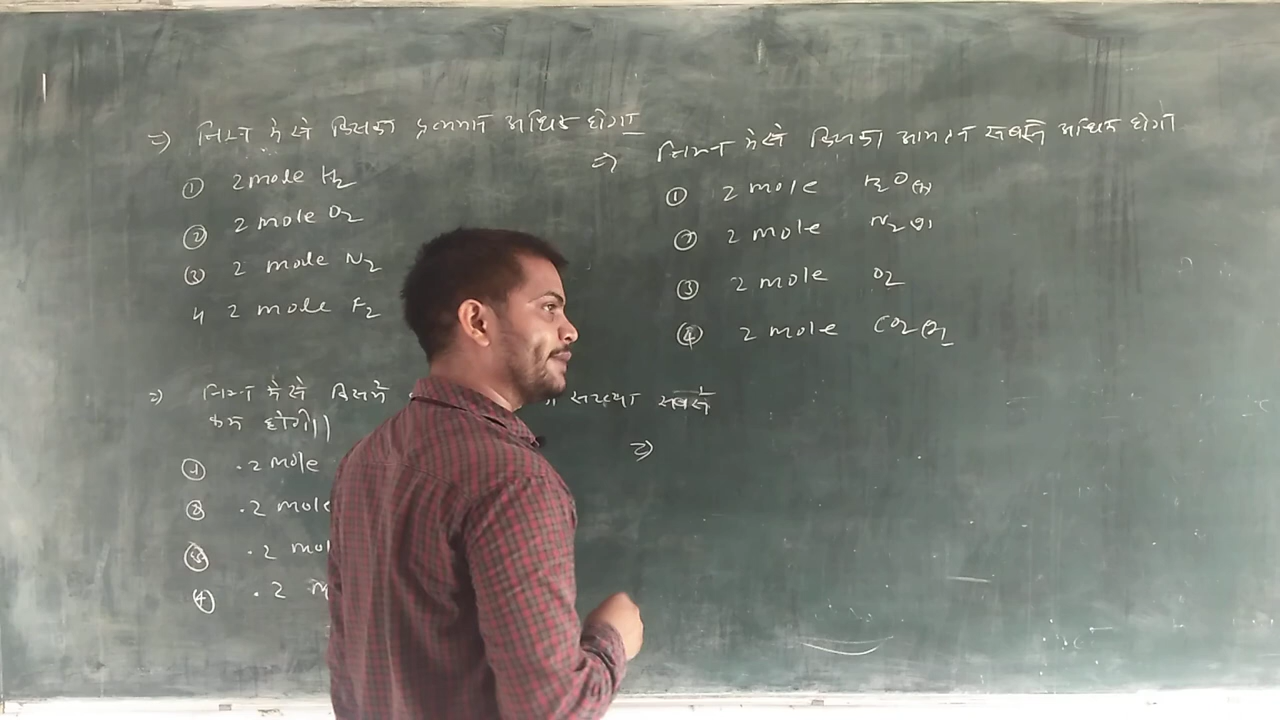 =) निम्न मे से किसका द्रव्यमान अधिक होगा
① 2 mole H2
② 2 mole O2
③ 2 mole N2
4 2 mole F2
=) निम्न मे से किसमें संख्या सबसे
कम होगी।।
① .2 mole
② .2 mole
③ .2 mol
④ .2 m
=) निम्न मे से किसका आयतन सबसे अधिक होगा
① 2 mole H2O
② 2 mole N2
③ 2 mole O2
④ 2 mole CO2
=)